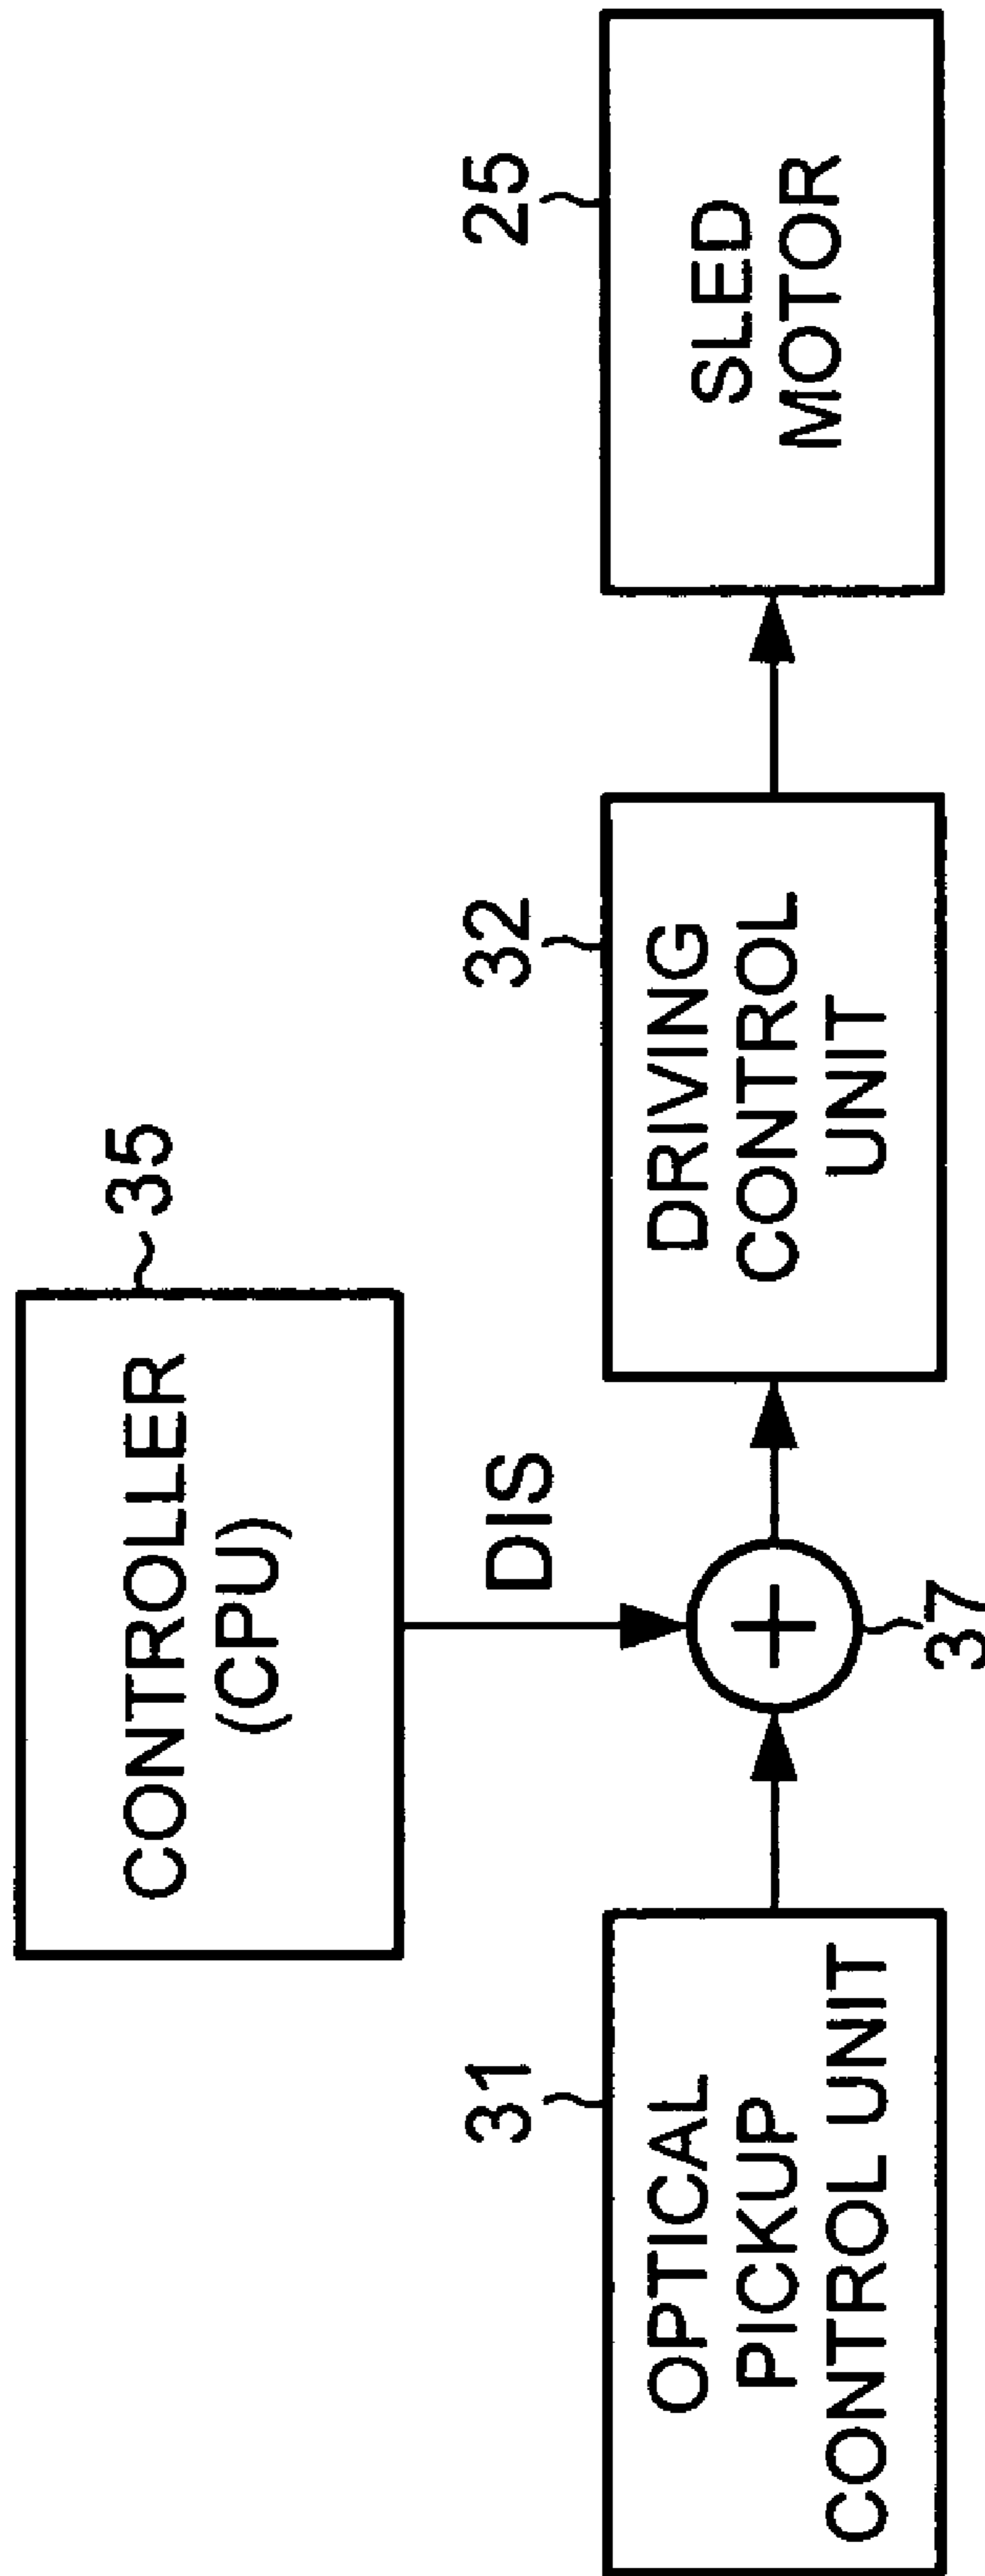 CONTROLLER
(CPU)
35
DIS
31
OPTICAL
PICKUP
CONTROL UNIT
+
37
32
DRIVING
CONTROL
UNIT
25
SLED
MOTOR